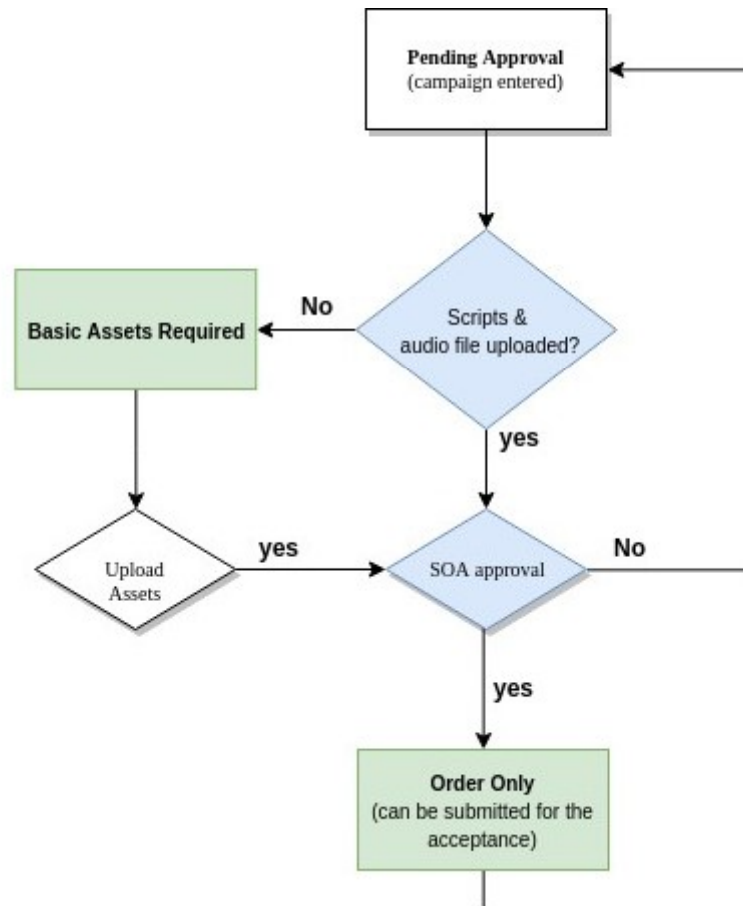 Pending Approval
(campaign entered)
No
Scripts &
audio file uploaded?
Basic Assets Required
yes
Upload
Assets
yes
SOA approval
No
yes
Order Only
(can be submitted for the
acceptance)